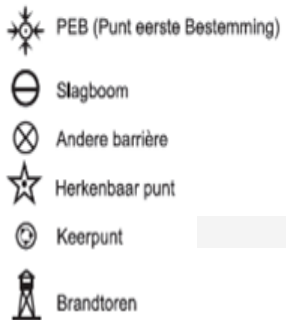 PEB (Punt eerste Bestemming)
Slagboom
Andere barrière
Herkenbaar punt
Keerpunt
Brandtoren